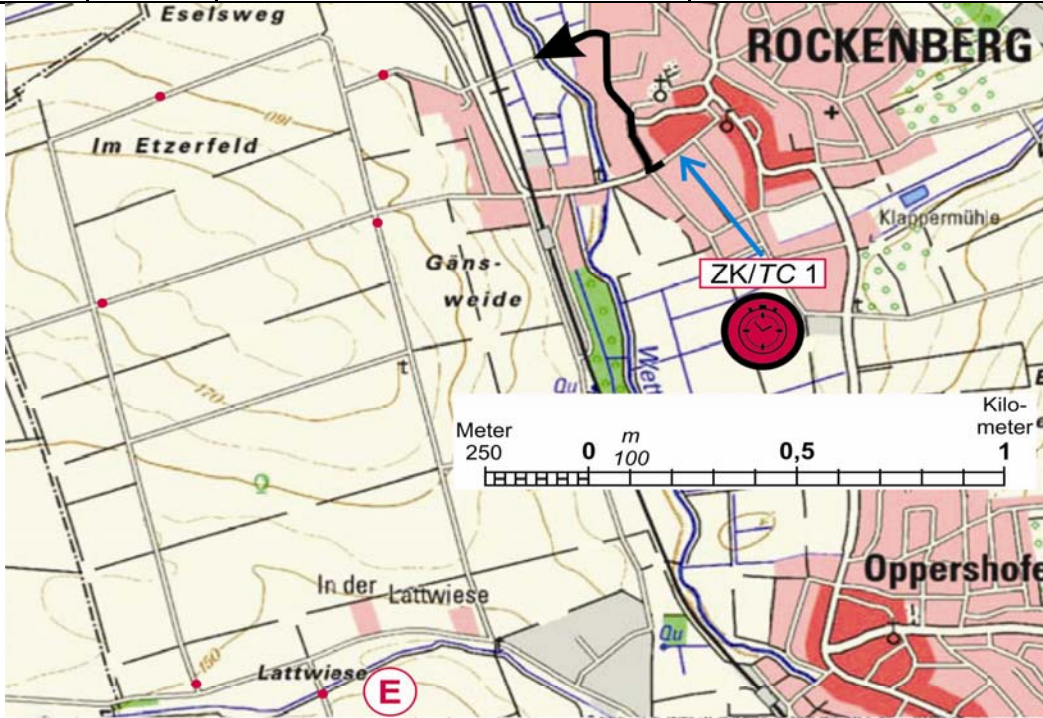 Eselsweg
ROCKENBERG
160
Im Etzerfeld
Klappermühle
Gäns-
weide
ZK/TC 1
Wett
170
Qu
Kilo-
meter
Meter
250
0
m
100
0,5
1
Oppershofe
In der Lattwiese
Qu
150
Lattwiese
E